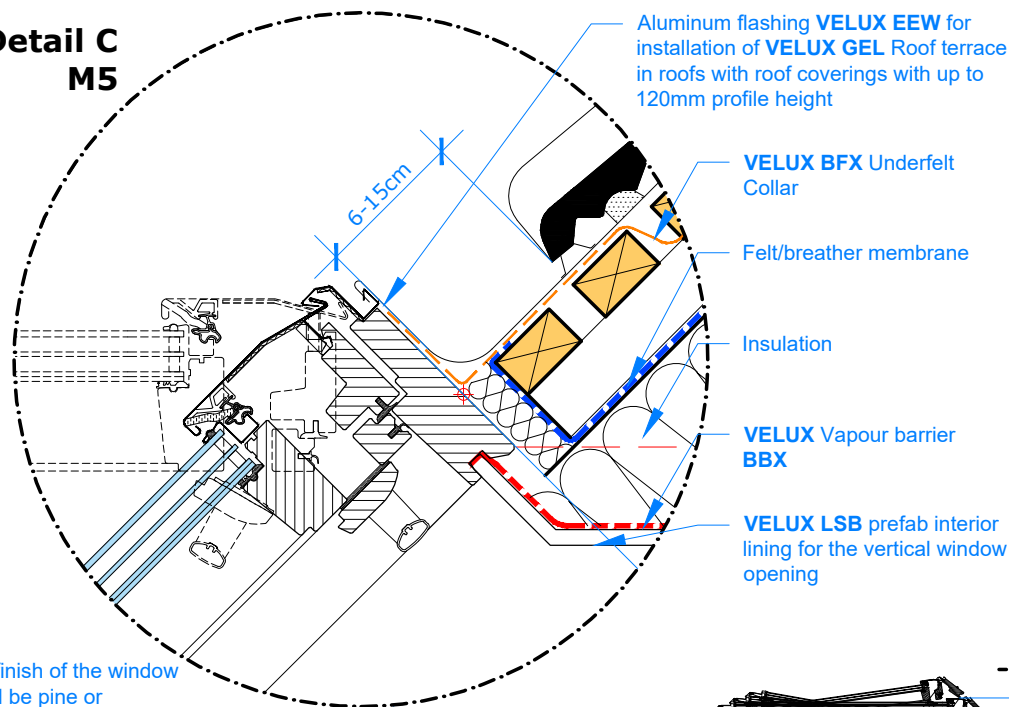 Detail C
M5
Aluminum flashing VELUX EEW for
installation of VELUX GEL Roof terrace
in roofs with roof coverings with up to
120mm profile height
6-15cm
VELUX BFX Underfelt
Collar
Felt/breather membrane
Insulation
VELUX Vapour barrier
BBX
VELUX LSB prefab interior
lining for the vertical window
opening
finish of the window
be pine or